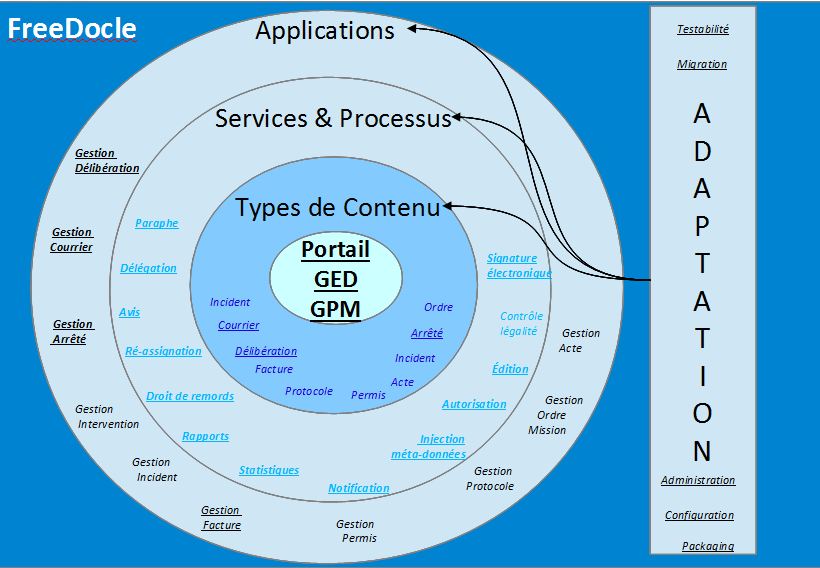 FreeDocle
Applications
Services & Processus
Types de Contenu
Portail
GED
GPM
Incident
Courrier
Délibération
Facture
Protocole
Permis
Acte
Incident
Arrêté
Ordre
Paraphe
Délégation
Avis
Ré-assignation
Droit de remords
Rapports
Statistiques
Notification
Injection
méta-données
Autorisation
Édition
Contrôle
légalité
Signature
électronique
Gestion
Délibération
Gestion
Courrier
Gestion
Arrêté
Gestion
Intervention
Gestion
Incident
Gestion
Facture
Gestion
Permis
Gestion
Protocole
Gestion
Ordre
Mission
Gestion
Acte
Testabilité
Migration
A
D
A
P
T
A
T
I
O
N
Administration
Configuration
Packaging